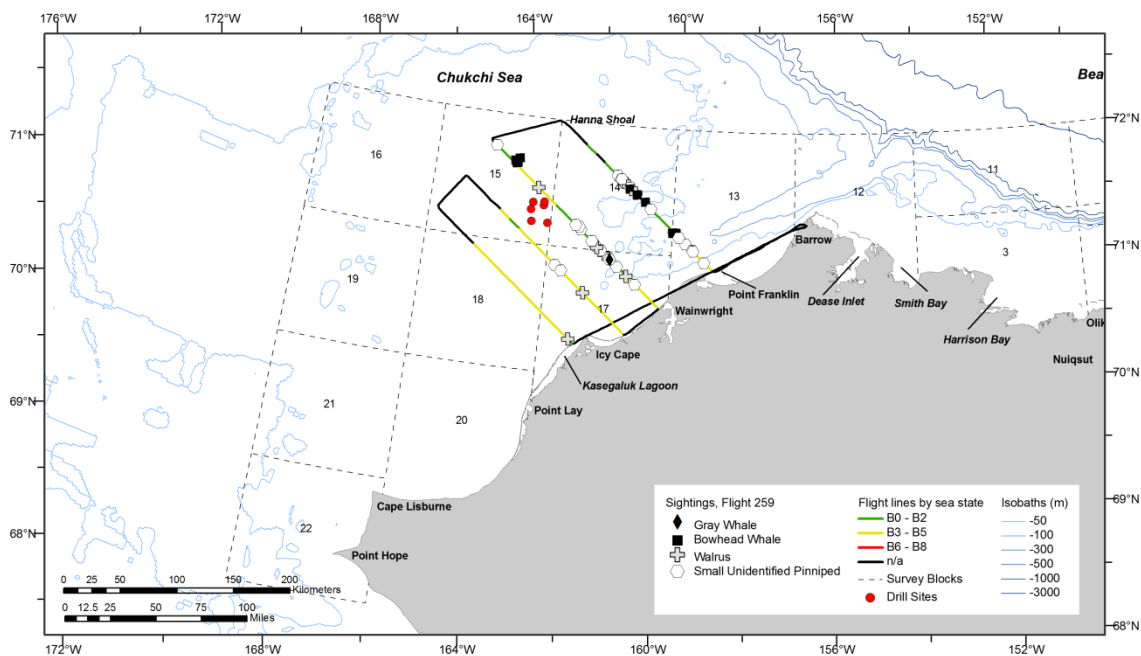 176°W 172°W 168°W 164°W 160°W 156°W 152°W
Chukchi Sea
Bea
72°N
71°N
Hanna Shoal
11
16
15
14
13
12
Barrow
3
71°N
70°N
19
18
17
Point Franklin
Dease Inlet
Smith Bay
Wainwright
Harrison Bay
Olik
Icy Cape
Nuiqsut
Kasegaluk Lagoon
70°N
69°N
21
20
Point Lay
Cape Lisburne
69°N
22
68°N
Point Hope
Sightings, Flight 259
Gray Whale
Bowhead Whale
Walrus
Small Unidentified Pinniped
Flight lines by sea state
B0 - B2
B3 - B5
B6 - B8
n/a
Survey Blocks
Drill Sites
Isobaths (m)
-50
-100
-300
-500
-1000
-3000
0 25 50 100 150 200
Kilometers
0 12.5 25 50 75 100
Miles
68°N
172°W 168°W 164°W 160°W 156°W 152°W